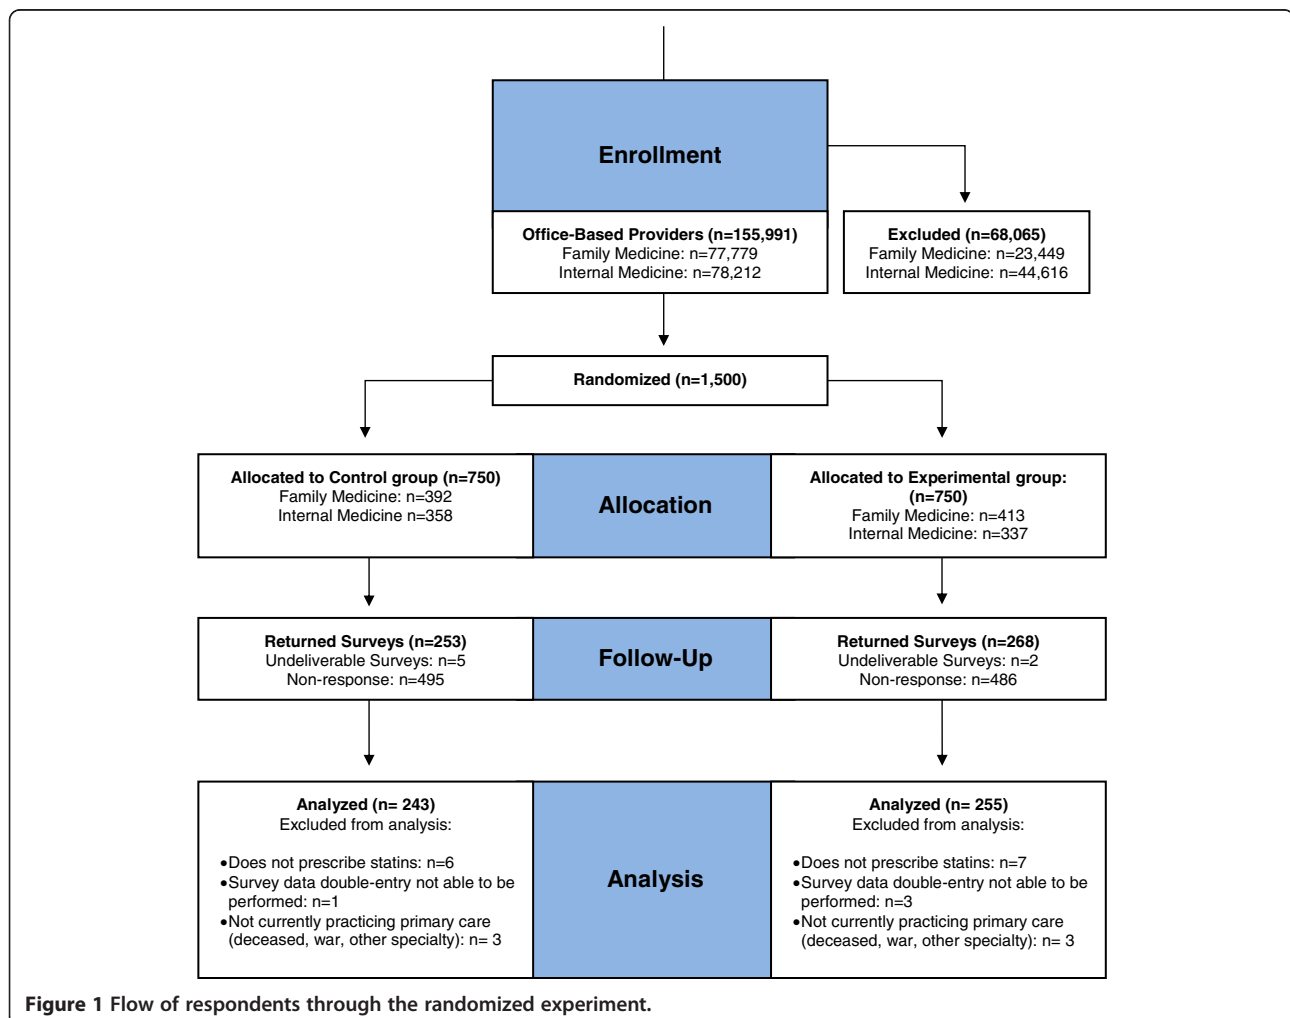 Enrollment
Office-Based Providers (n=155,991)
Family Medicine: n=77,779
Internal Medicine: n=78,212
Excluded (n=68,065)
Family Medicine: n=23,449
Internal Medicine: n=44,616
Randomized (n=1,500)
Allocated to Control group (n=750)
Family Medicine: n=392
Internal Medicine n=358
Allocation
Allocated to Experimental group:
(n=750)
Family Medicine: n=413
Internal Medicine: n=337
Returned Surveys (n=253)
Undeliverable Surveys: n=5
Non-response: n=495
Follow-Up
Returned Surveys (n=268)
Undeliverable Surveys: n=2
Non-response: n=486
Analyzed (n= 243)
Excluded from analysis:
•Does not prescribe statins: n=6
•Survey data double-entry not able to be
performed: n=1
•Not currently practicing primary care
(deceased, war, other specialty): n= 3
Analysis
Analyzed (n= 255)
Excluded from analysis:
•Does not prescribe statins: n=7
•Survey data double-entry not able to be
performed: n=3
•Not currently practicing primary care
(deceased, war, other specialty): n= 3
Figure 1 Flow of respondents through the randomized experiment.